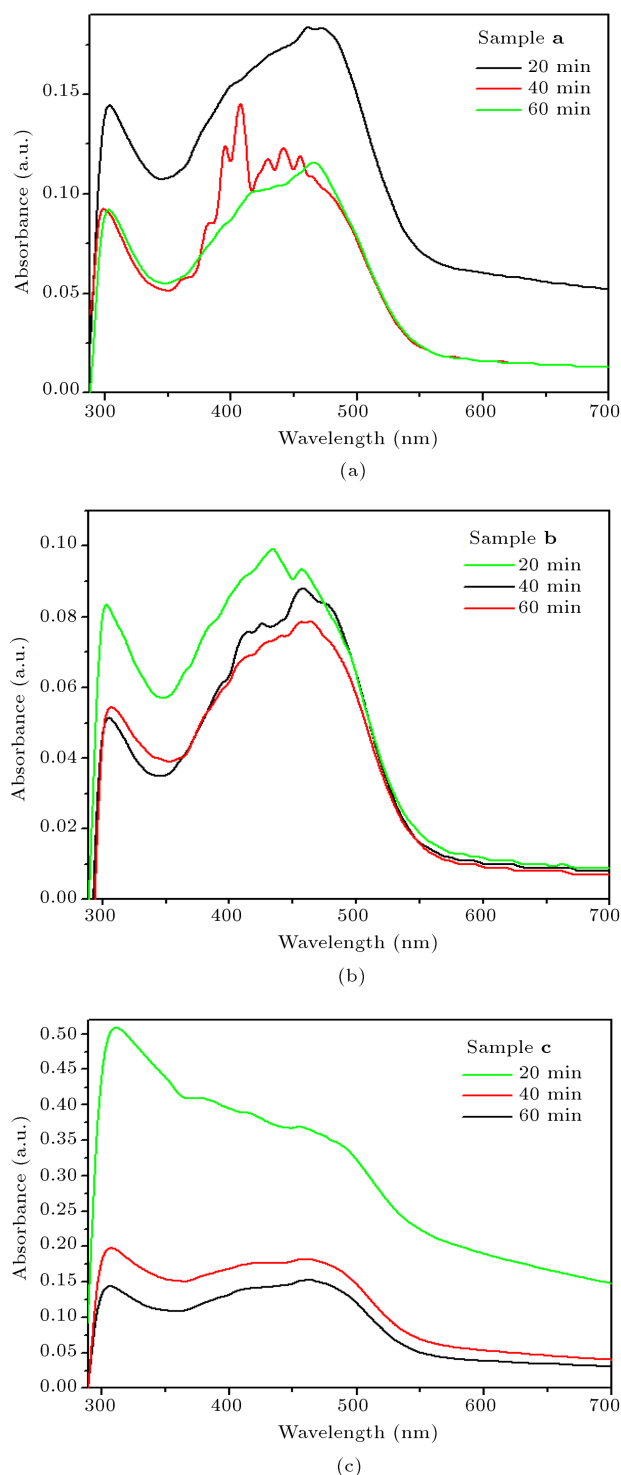 Sample a
20 min
40 min
60 min
0.15
0.10
0.05
0.00
Absorbance (a.u.)
300 400 500 600 700
Wavelength (nm)
(a)
Sample b
20 min
40 min
60 min
0.10
0.08
0.06
0.04
0.02
0.00
Absorbance (a.u.)
300 400 500 600 700
Wavelength (nm)
(b)
Sample c
20 min
40 min
60 min
0.50
0.45
0.40
0.35
0.30
0.25
0.20
0.15
0.10
0.05
0.00
Absorbance (a.u.)
300 400 500 600 700
Wavelength (nm)
(c)